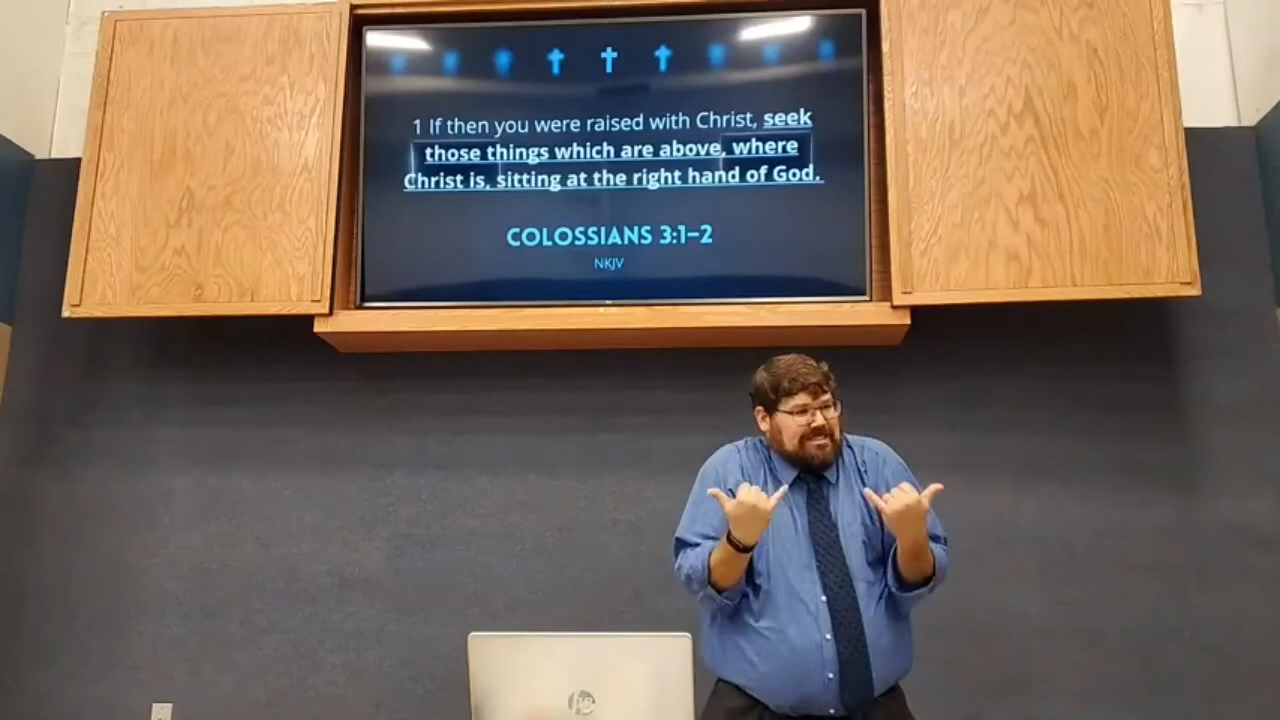 1 If then you were raised with Christ, seek
those things which are above, where
Christ is, sitting at the right hand of God.
COLOSSIANS 3:1–2
NKJV
hp